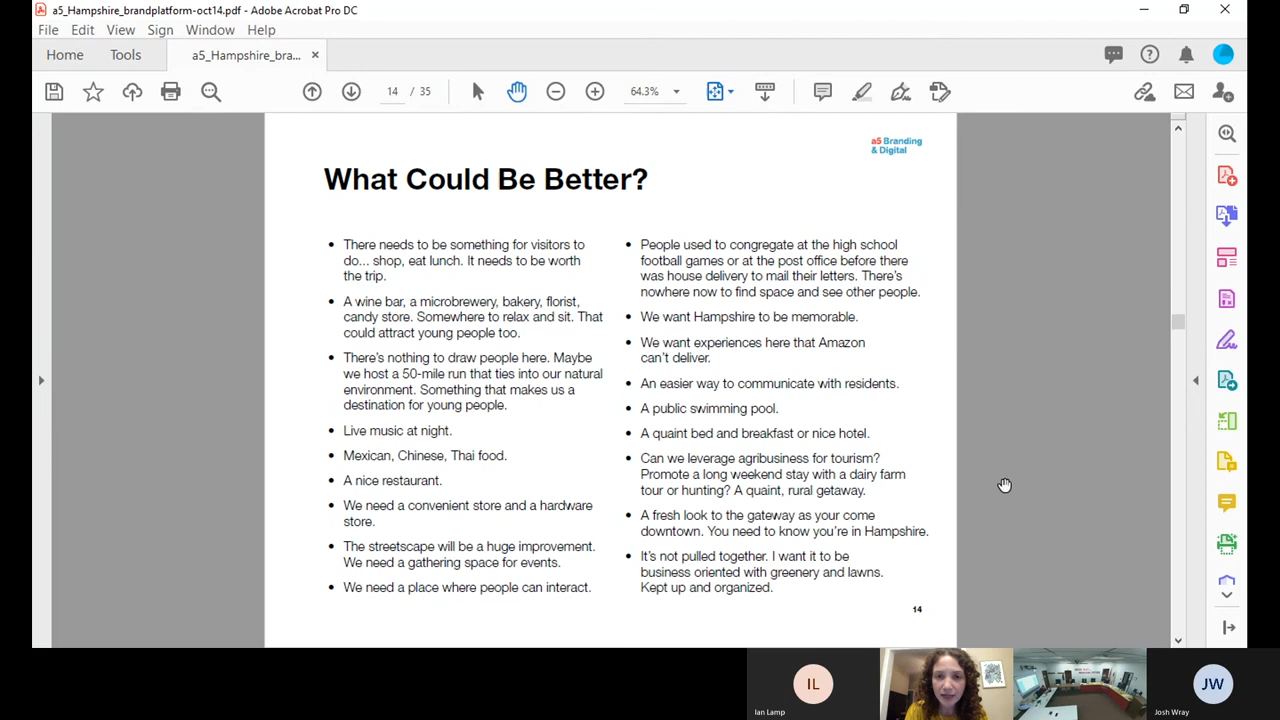 a5_Hampshire_brandplatform-oct14.pdf - Adobe Acrobat Pro DC
File Edit View Sign Window Help
Home Tools a5_Hampshire_bra... ×
14 / 35 64.3%
a5 Branding
& Digital
What Could Be Better?
• There needs to be something for visitors to
do... shop, eat lunch. It needs to be worth
the trip.
• A wine bar, a microbrewery, bakery, florist,
candy store. Somewhere to relax and sit. That
could attract young people too.
• There's nothing to draw people here. Maybe
we host a 50-mile run that ties into our natural
environment. Something that makes us a
destination for young people.
• Live music at night.
• Mexican, Chinese, Thai food.
• A nice restaurant.
• We need a convenient store and a hardware
store.
• The streetscape will be a huge improvement.
We need a gathering space for events.
• We need a place where people can interact.
• People used to congregate at the high school
football games or at the post office before there
was house delivery to mail their letters. There's
nowhere now to find space and see other people.
• We want Hampshire to be memorable.
• We want experiences here that Amazon
can't deliver.
• An easier way to communicate with residents.
• A public swimming pool.
• A quaint bed and breakfast or nice hotel.
• Can we leverage agribusiness for tourism?
Promote a long weekend stay with a dairy farm
tour or hunting? A quaint, rural getaway.
• A fresh look to the gateway as your come
downtown. You need to know you're in Hampshire.
• It's not pulled together. I want it to be
business oriented with greenery and lawns.
Kept up and organized.
14
IL
Ian Lamp
JW
Josh Wray